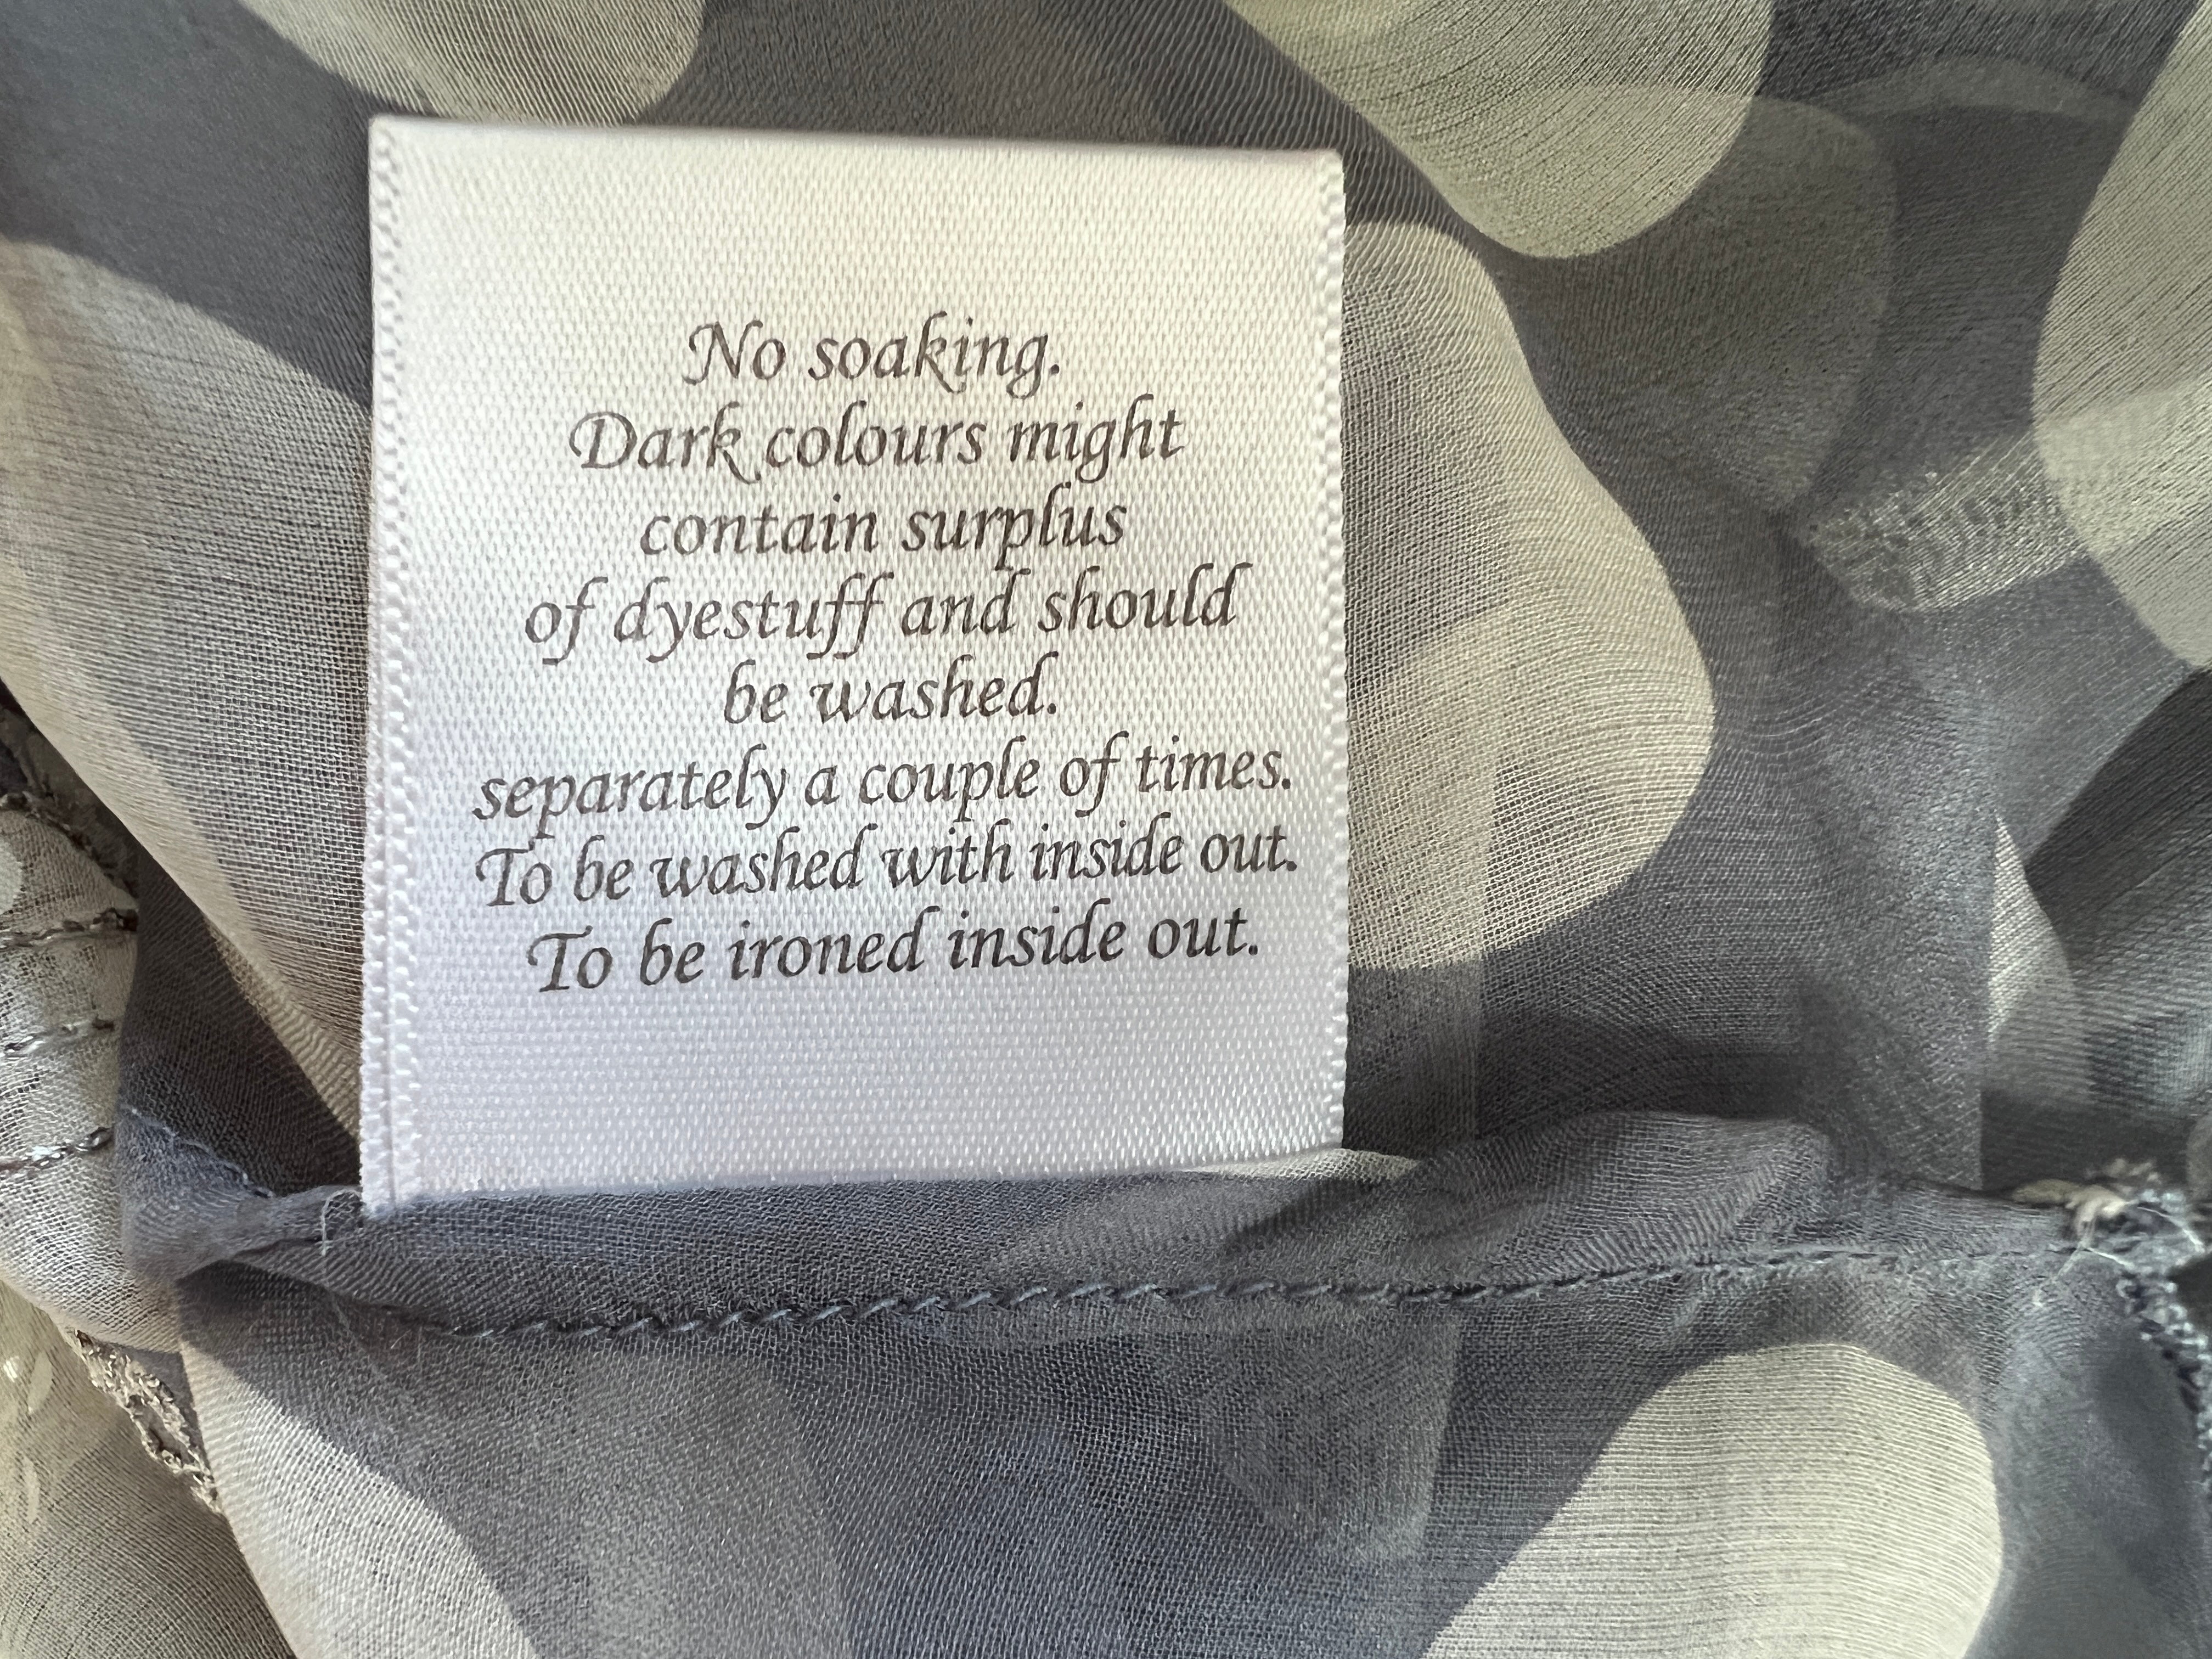 No soaking.
Dark colours might
contain surplus
of dyestuff and should
be washed.
separately a couple of times.
To be washed with inside out.
To be ironed inside out.